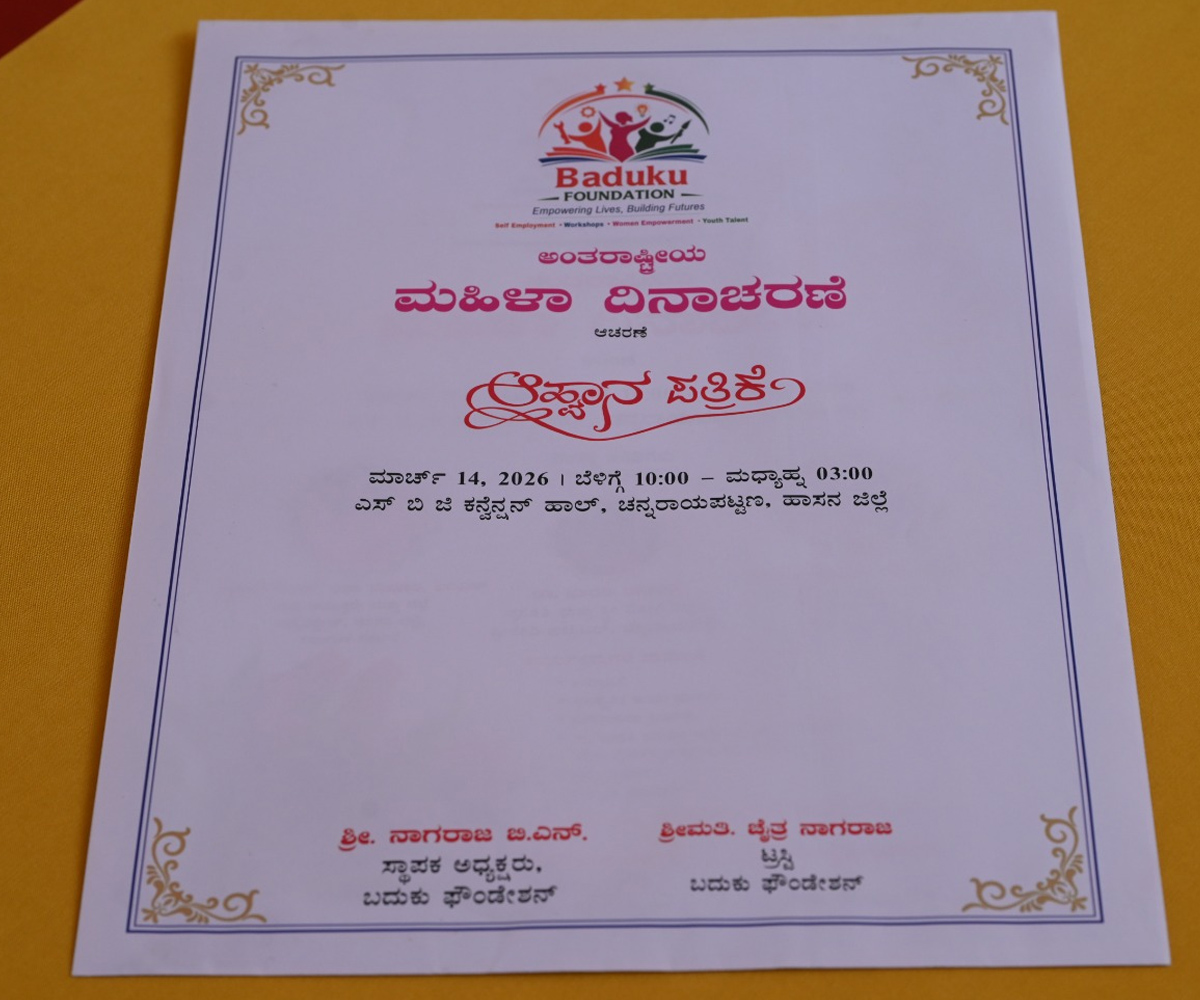 Baduku
FOUNDATION
Empowering Lives, Building Futures
Self Employment • Workshops • Women Empowerment • Youth Talent
ಅಂತರಾಷ್ಟ್ರೀಯ
ಮಹಿಳಾ ದಿನಾಚರಣೆ
ಆಚರಣೆ
ಆಹ್ವಾನ ಪತ್ರಿಕೆ
ಮಾರ್ಚ್ 14, 2026 | ಬೆಳಿಗ್ಗೆ 10:00 – ಮಧ್ಯಾಹ್ನ 03:00
ಎಸ್ ಬಿ ಜಿ ಕನ್ವೆನ್ಷನ್ ಹಾಲ್, ಚನ್ನರಾಯಪಟ್ಟಣ, ಹಾಸನ ಜಿಲ್ಲೆ
ಶ್ರೀ. ನಾಗರಾಜ ಬಿ.ಎನ್.
ಸ್ಥಾಪಕ ಅಧ್ಯಕ್ಷರು,
ಬದುಕು ಫೌಂಡೇಶನ್
ಶ್ರೀಮತಿ. ಚೈತ್ರ ನಾಗರಾಜ
ಟ್ರಸ್ಟಿ
ಬದುಕು ಫೌಂಡೇಶನ್